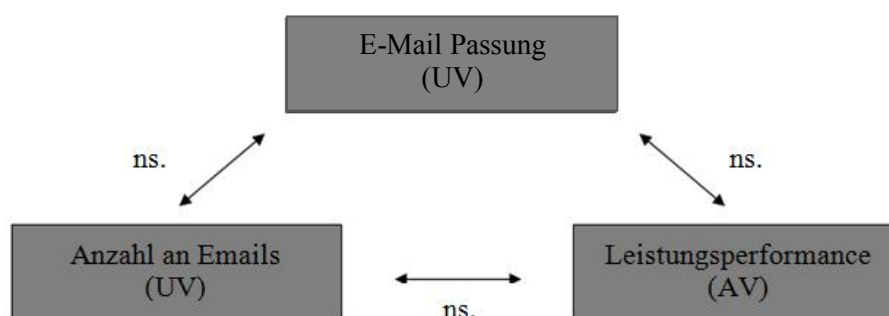 E-Mail Passung
(UV)
ns.
ns.
Anzahl an Emails
(UV)
Leistungsperformance
(AV)
ns.